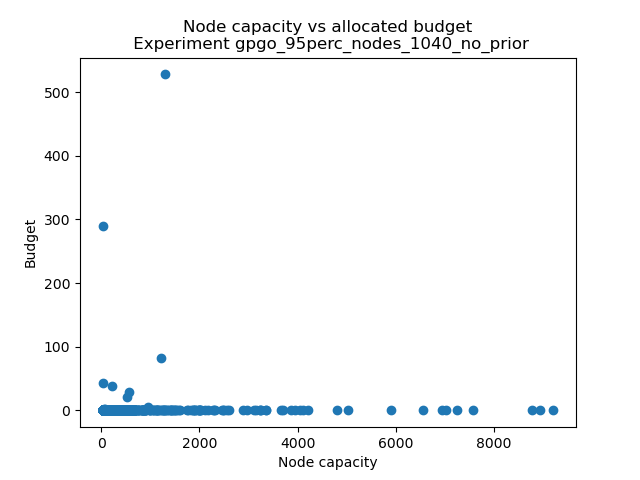 Node capacity vs allocated budget
Experiment gpgo_95perc_nodes_1040_no_prior
500
400
300
200
100
0
Budget
0 2000 4000 6000 8000
Node capacity